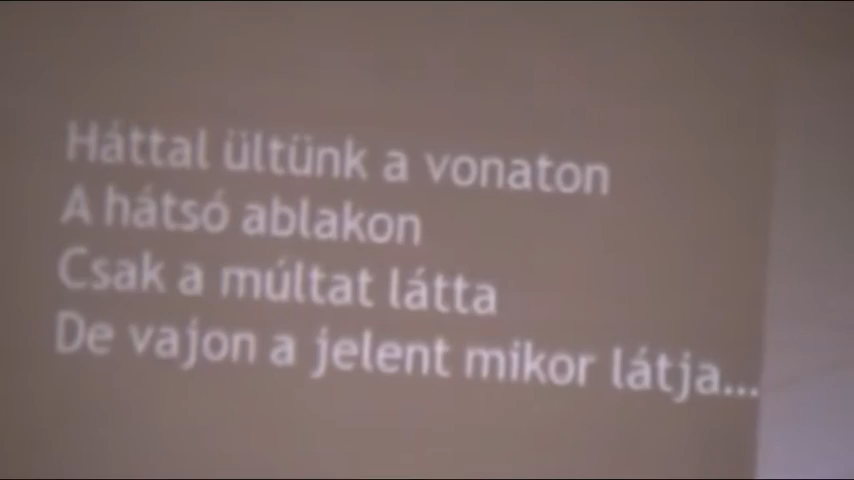 Háttal ültünk a vonaton
A hátsó ablakon
Csak a múltat látta
De vajon a jelent mikor látja...